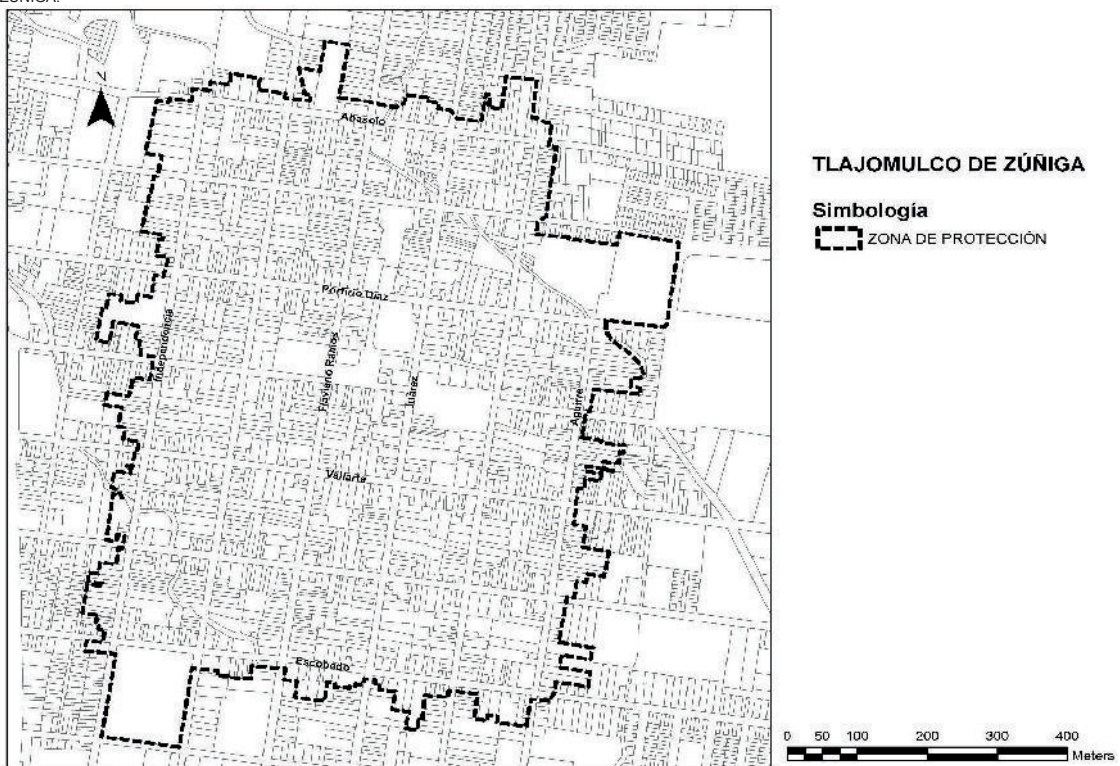 ZÚÑIGA.
N
Abasolo
TLAJOMULCO DE ZÚÑIGA
Simbología
ZONA DE PROTECCIÓN
Porfirio Díaz
Independencia
Flaviano Ramos
Juárez
Aguirre
Vallarta
Escobedo
0 50 100 200 300 400
Meters